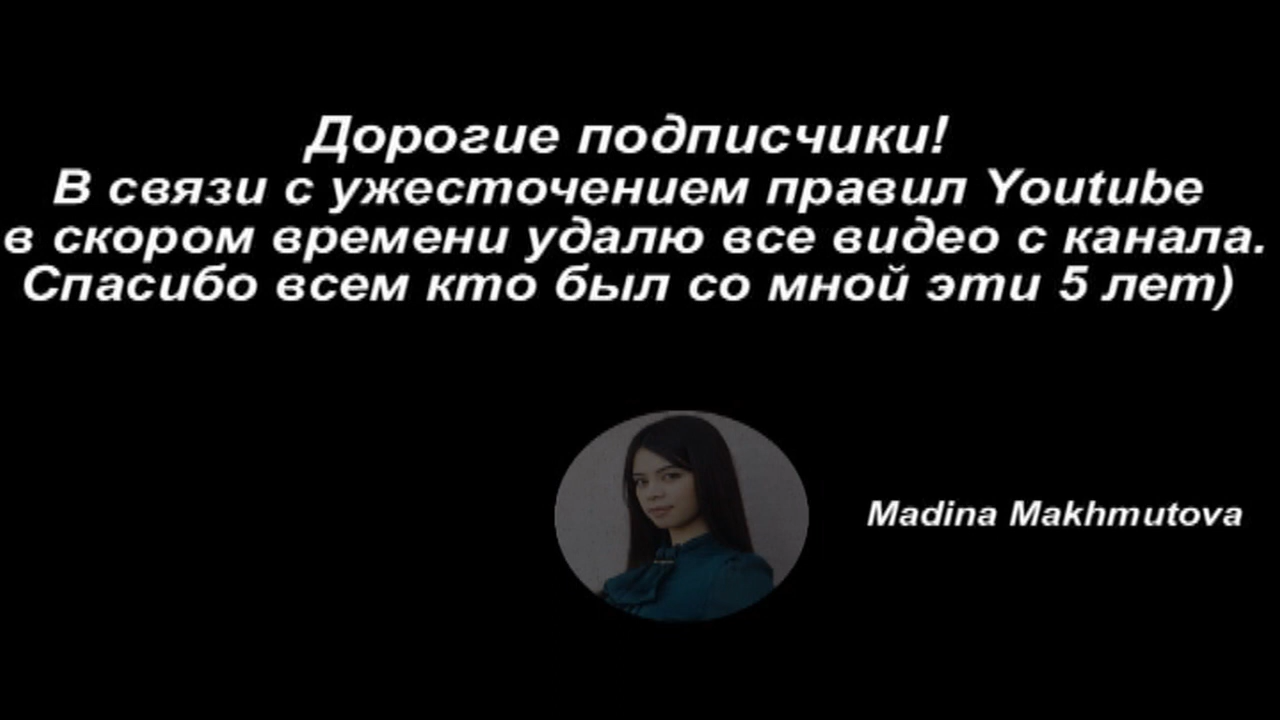 Дорогие подписчики!
В связи с ужесточением правил Youtube
в скором времени удалю все видео с канала.
Спасибо всем кто был со мной эти 5 лет)
Madina Makhmutova